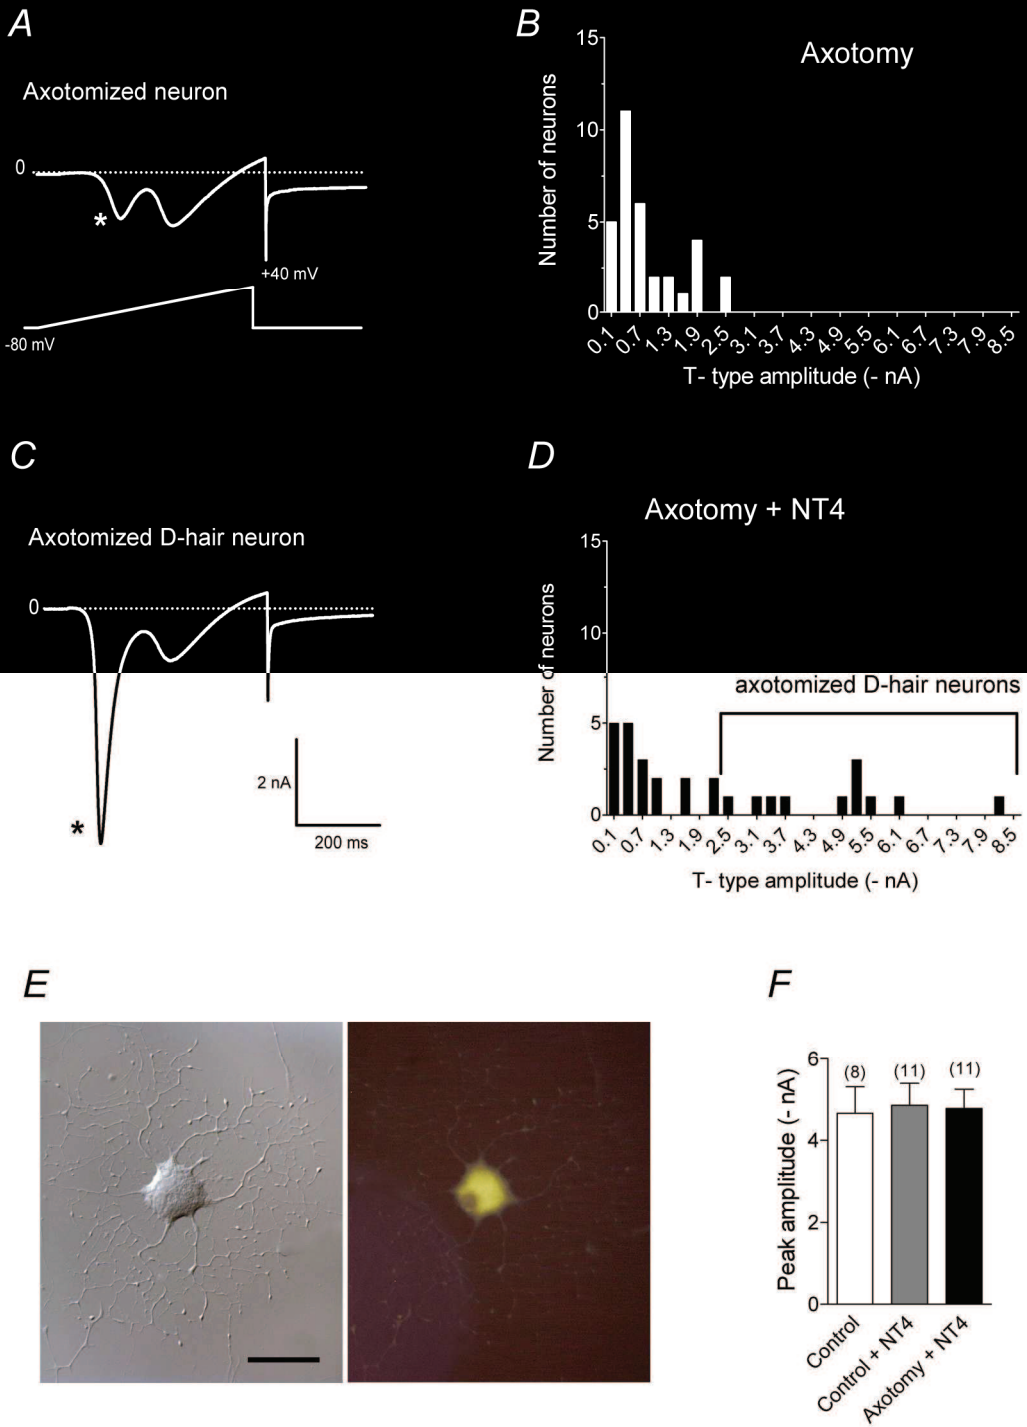 A
Axotomized neuron
0
*
+40 mV
-80 mV
B
Axotomy
Number of neurons
15
10
5
0
0.1 0.7 1.3 1.9 2.5 3.1 3.7 4.3 4.9 5.5 6.1 6.7 7.3 7.9 8.5
T- type amplitude (- nA)
C
Axotomized D-hair neuron
0
*
2 nA
200 ms
D
Axotomy + NT4
Number of neurons
15
10
5
0
axotomized D-hair neurons
0.1 0.7 1.3 1.9 2.5 3.1 3.7 4.3 4.9 5.5 6.1 6.7 7.3 7.9 8.5
T- type amplitude (- nA)
E
F
Peak amplitude (- nA)
6
4
2
0
(8) (11) (11)
Control
Control + NT4
Axotomy + NT4